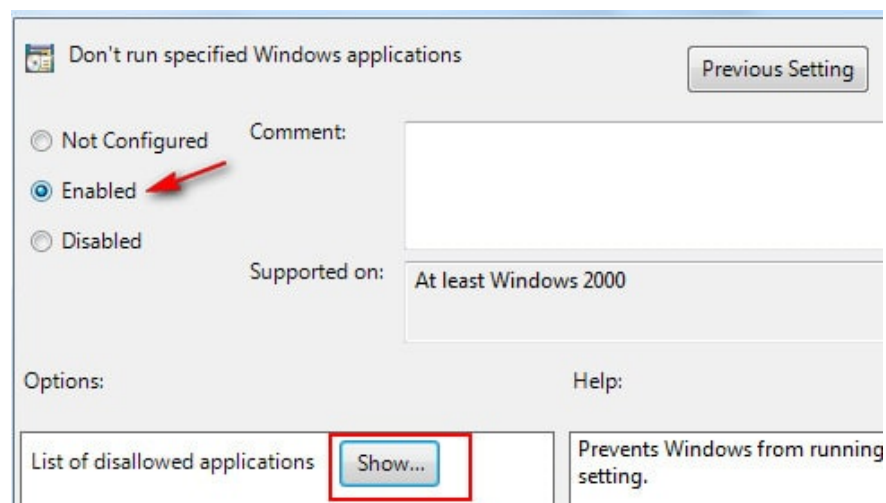 Don't run specified Windows applications
Previous Setting
Not Configured
Comment:
Enabled
Disabled
Supported on:
At least Windows 2000
Options:
Help:
List of disallowed applications
Show...
Prevents Windows from running
setting.